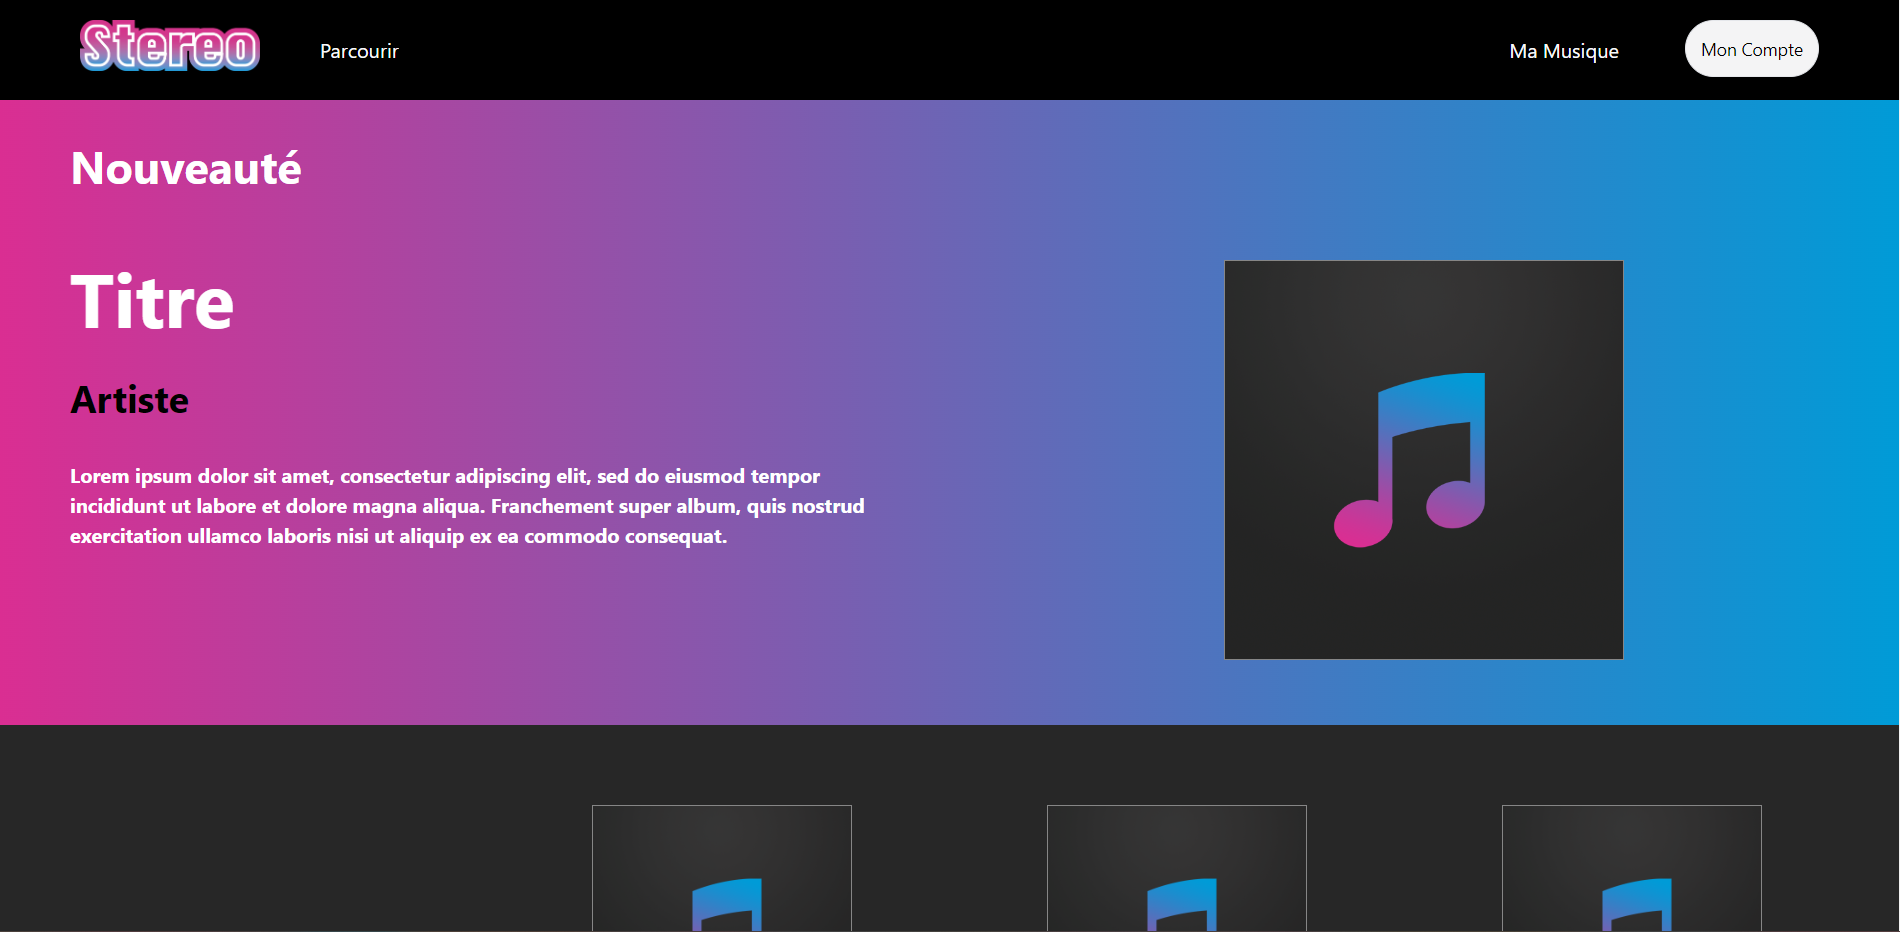 Stereo
Parcourir
Ma Musique
Mon Compte
Nouveauté
Titre
Artiste
Lorem ipsum dolor sit amet, consectetur adipiscing elit, sed do eiusmod tempor
incididunt ut labore et dolore magna aliqua. Franchement super album, quis nostrud
exercitation ullamco laboris nisi ut aliquip ex ea commodo consequat.